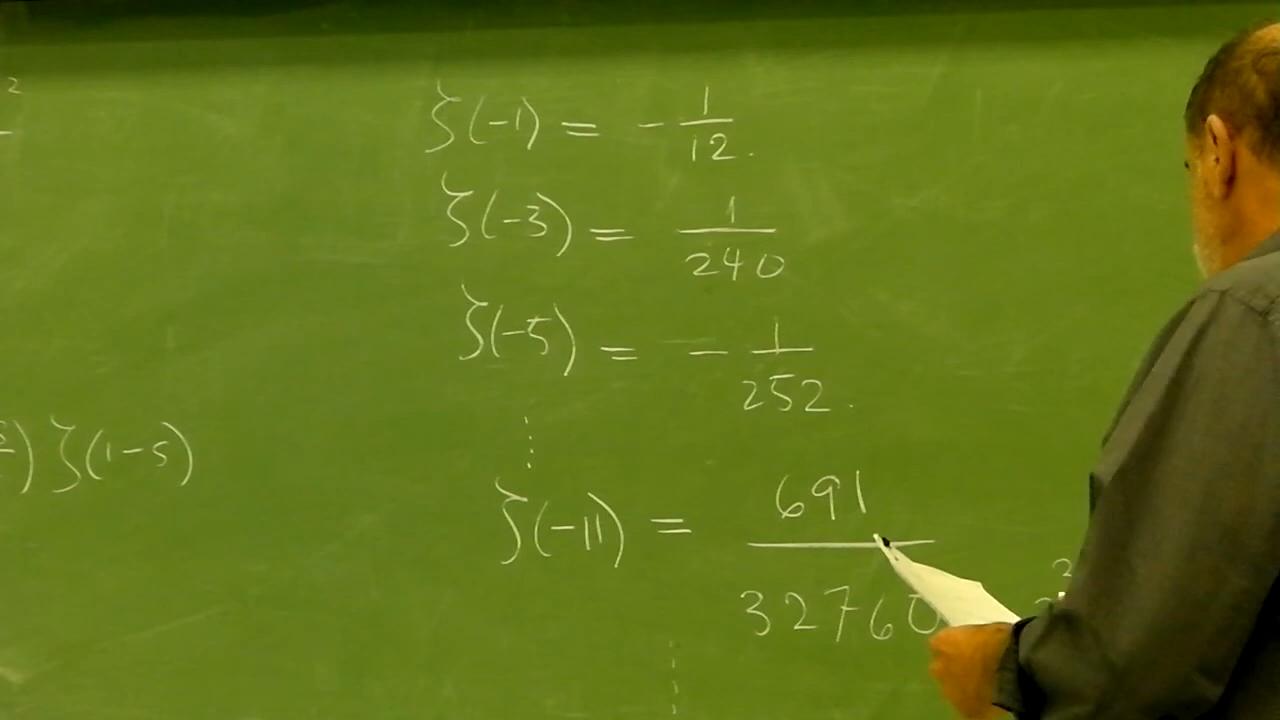 ζ(-1) = - 1/12.
ζ(-3) = 1/240
ζ(-5) = - 1/252.
⋮
) ζ(1-s)
ζ(-11) = 691/32760
⋮